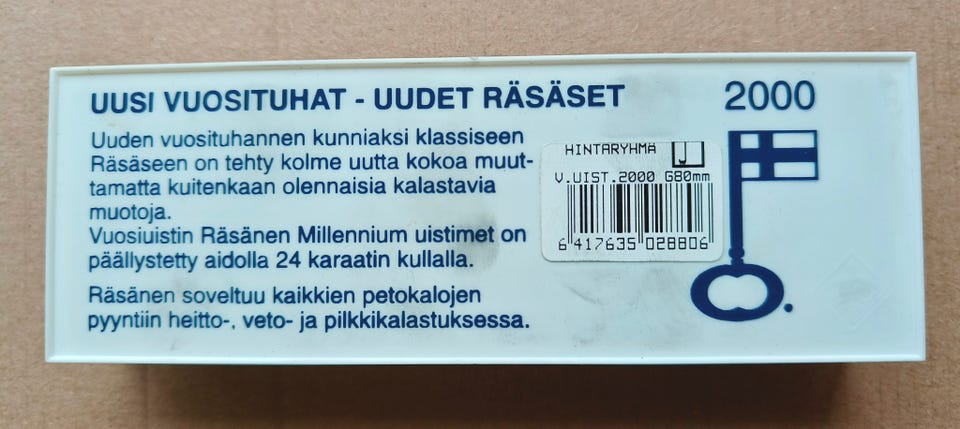 UUSI VUOSITUHAT - UUDET RÄSÄSET
2000
Uuden vuosituhannen kunniaksi klassiseen
Räsäseen on tehty kolme uutta kokoa muut-
tamatta kuitenkaan olennaisia kalastavia
muotoja.
Vuosiuistin Räsänen Millennium uistimet on
päällystetty aidolla 24 karaatin kullalla.
Räsänen soveltuu kaikkien petokalojen
pyyntiin heitto-, veto- ja pilkkikalastuksessa.
HINTARYHMÄ
V.UIST.2000 G80mm
6 417635 028806